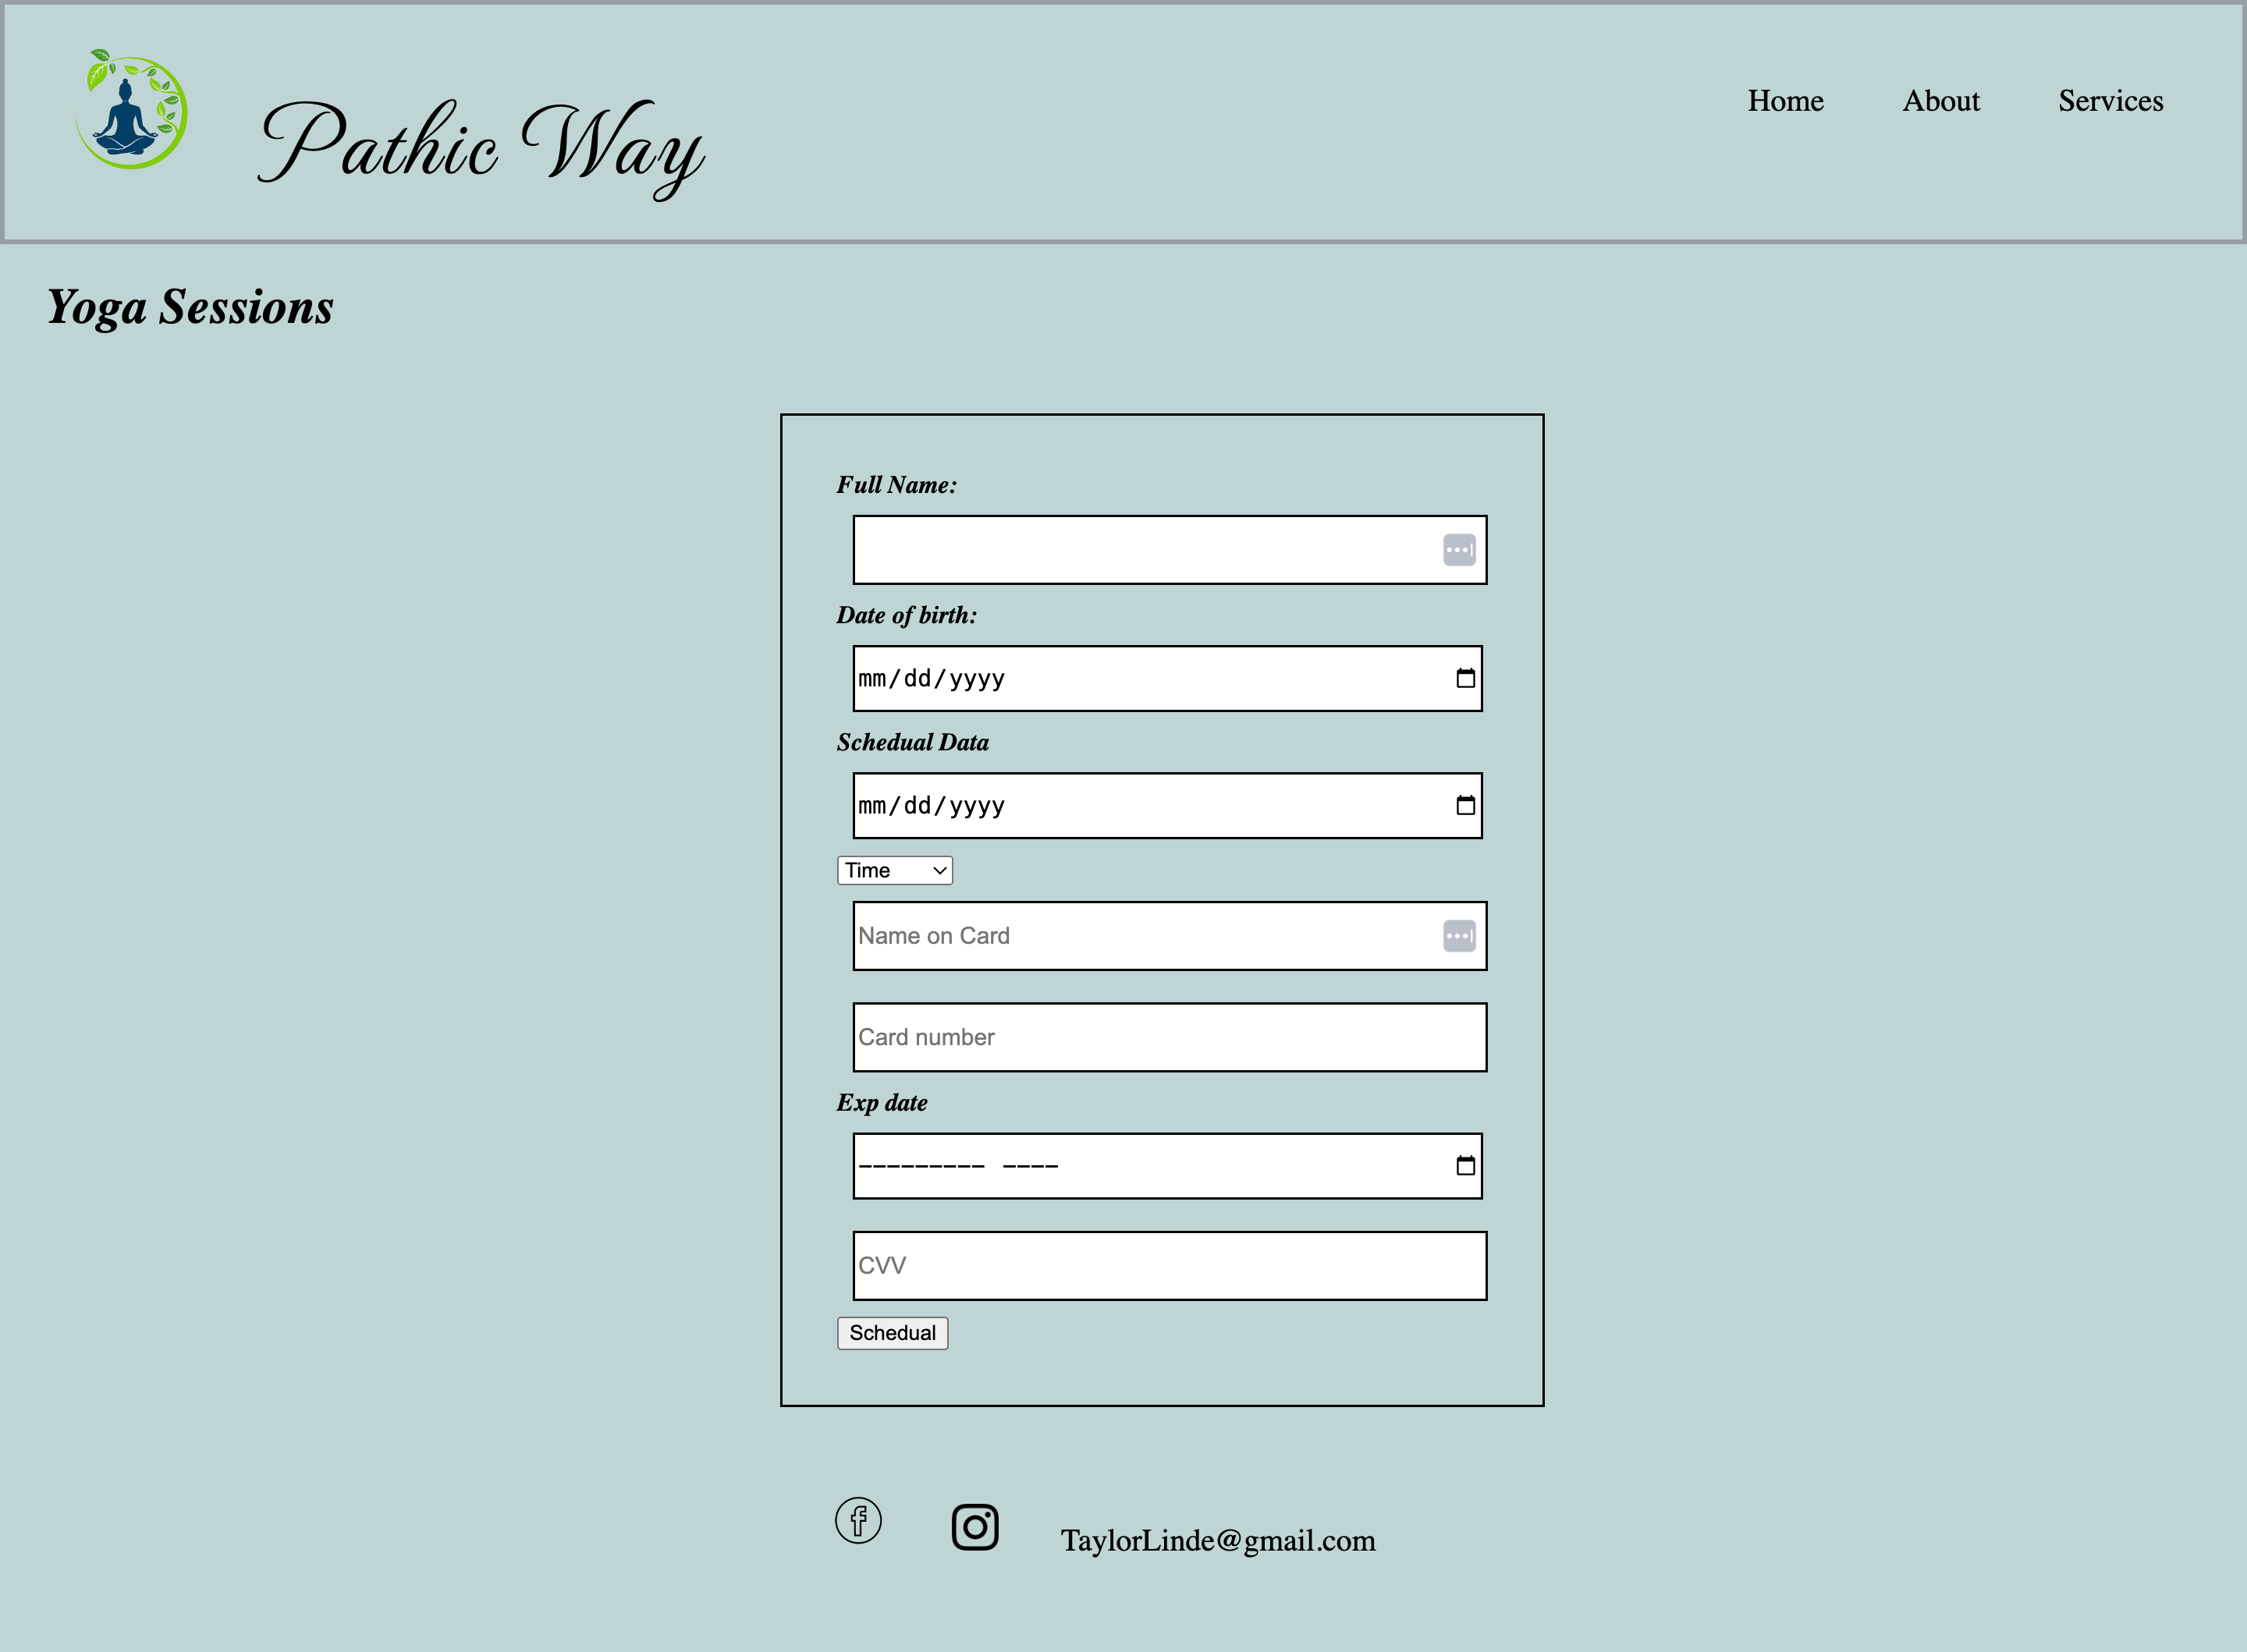 Pathic Way
Home About Services
Yoga Sessions
Full Name:
Date of birth:
mm/dd/yyyy
Schedual Data
mm/dd/yyyy
Time
Name on Card
Card number
Exp date
--------- ----
CVV
Schedual
TaylorLinde@gmail.com